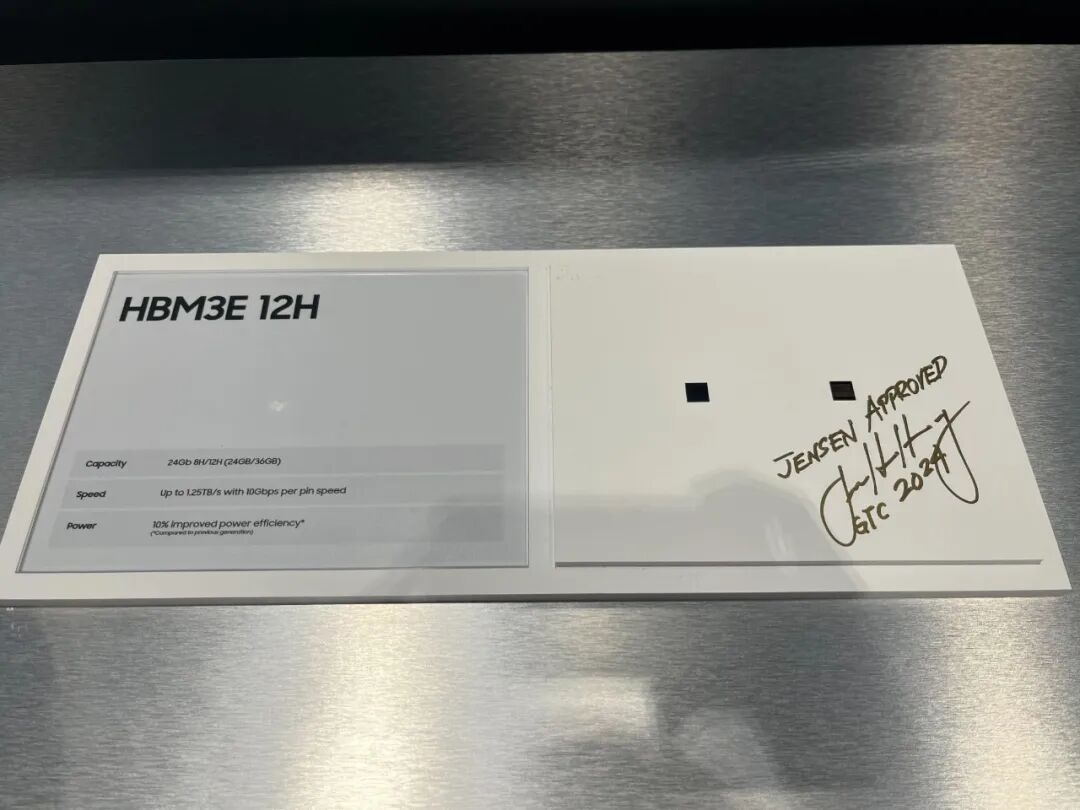 HBM3E 12H
Capacity 24Gb 8H/12H (24GB/36GB)
Speed Up to 1.25TB/s with 10Gbps per pin speed
Power 10% improved power efficiency*
(*Compared to previous generation)
JENSEN APPROVED
GTC 2024